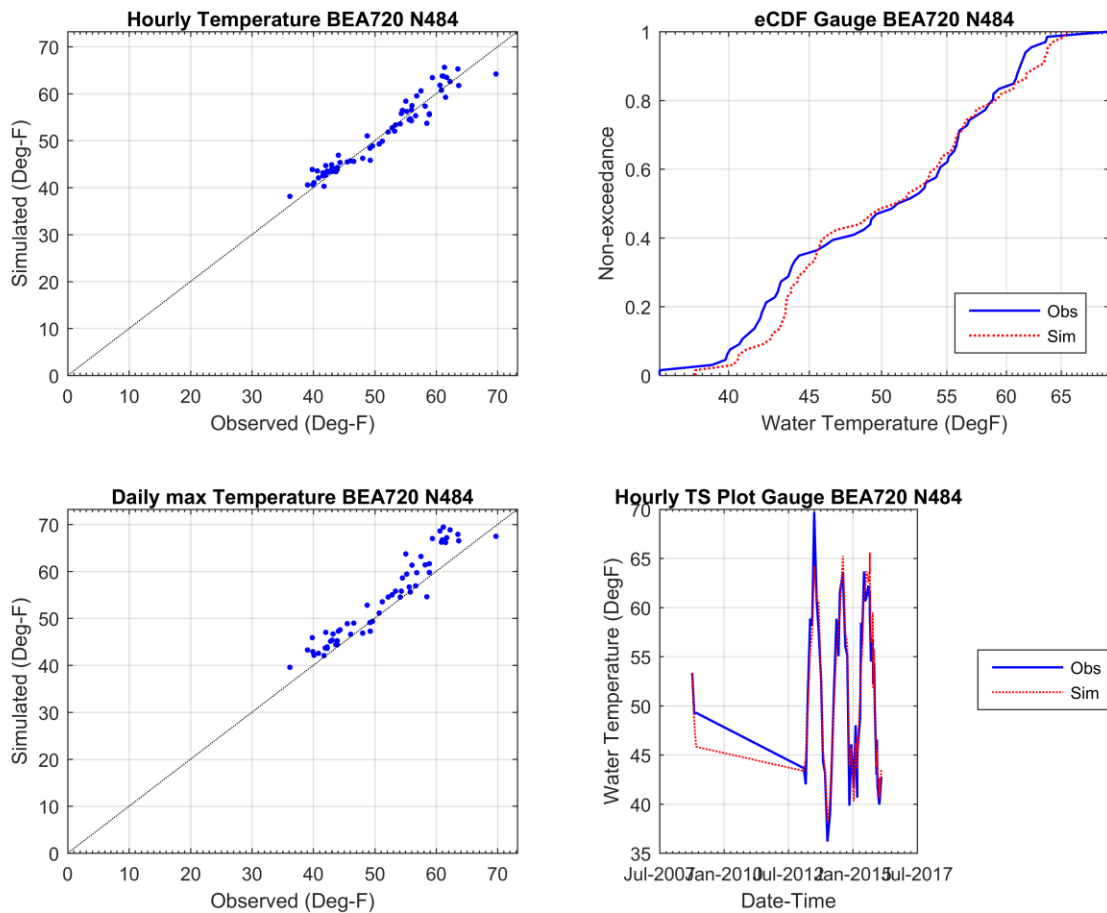 Hourly Temperature BEA720 N484
70
60
50
40
30
20
10
0
0 10 20 30 40 50 60 70
Simulated (Deg-F)
Observed (Deg-F)
eCDF Gauge BEA720 N484
1
0.8
0.6
0.4
0.2
0
40 45 50 55 60 65
Non-exceedance
Water Temperature (DegF)
Obs
Sim
Daily max Temperature BEA720 N484
70
60
50
40
30
20
10
0
0 10 20 30 40 50 60 70
Simulated (Deg-F)
Observed (Deg-F)
Hourly TS Plot Gauge BEA720 N484
70
65
60
55
50
45
40
35
Jul-2007 Jan-2010 Jul-2012 Jan-2015 Jul-2017
Water Temperature (DegF)
Date-Time
Obs
Sim